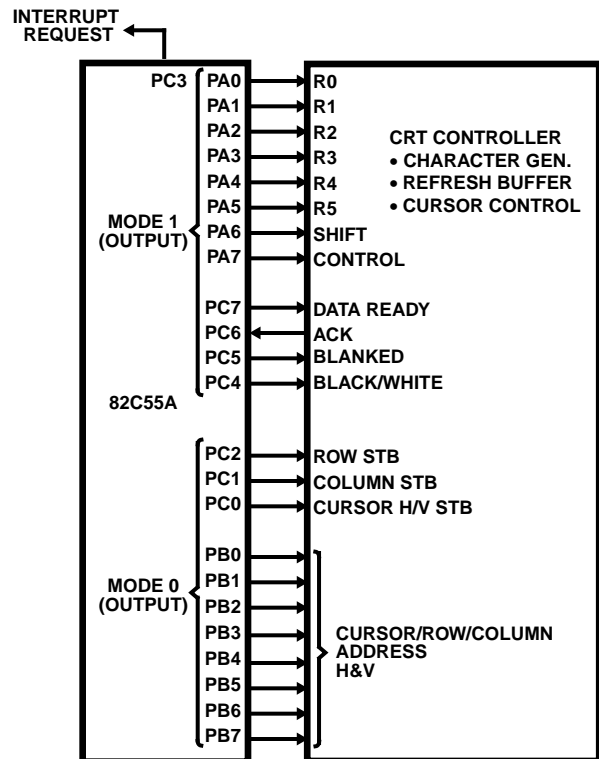 INTERRUPT
REQUEST
PC3 PA0 R0
PA1 R1
PA2 R2
PA3 R3
PA4 R4
PA5 R5
PA6 SHIFT
PA7 CONTROL
CRT CONTROLLER
• CHARACTER GEN.
• REFRESH BUFFER
• CURSOR CONTROL
MODE 1
(OUTPUT)
PC7 DATA READY
PC6 ACK
PC5 BLANKED
PC4 BLACK/WHITE
82C55A
PC2 ROW STB
PC1 COLUMN STB
PC0 CURSOR H/V STB
MODE 0
(OUTPUT)
PB0
PB1
PB2
PB3
PB4
PB5
PB6
PB7
CURSOR/ROW/COLUMN
ADDRESS
H&V